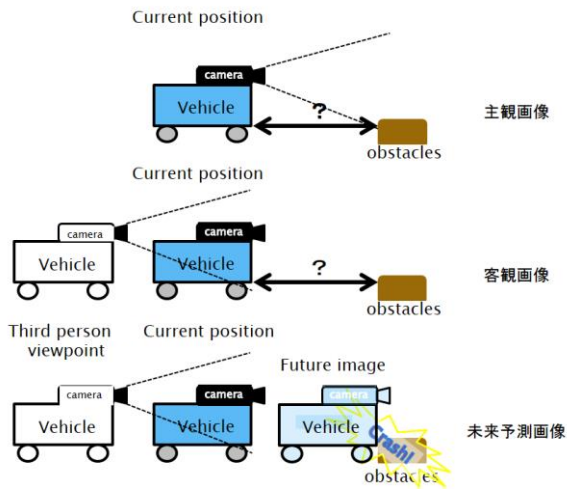 Current position
camera
Vehicle
?
obstacles
主観画像
Current position
camera
camera
Vehicle
Vehicle
?
obstacles
客観画像
Third person
viewpoint
Current position
Future image
camera
camera
camera
Vehicle
Vehicle
Vehicle
Crash!
obstacles
未来予測画像